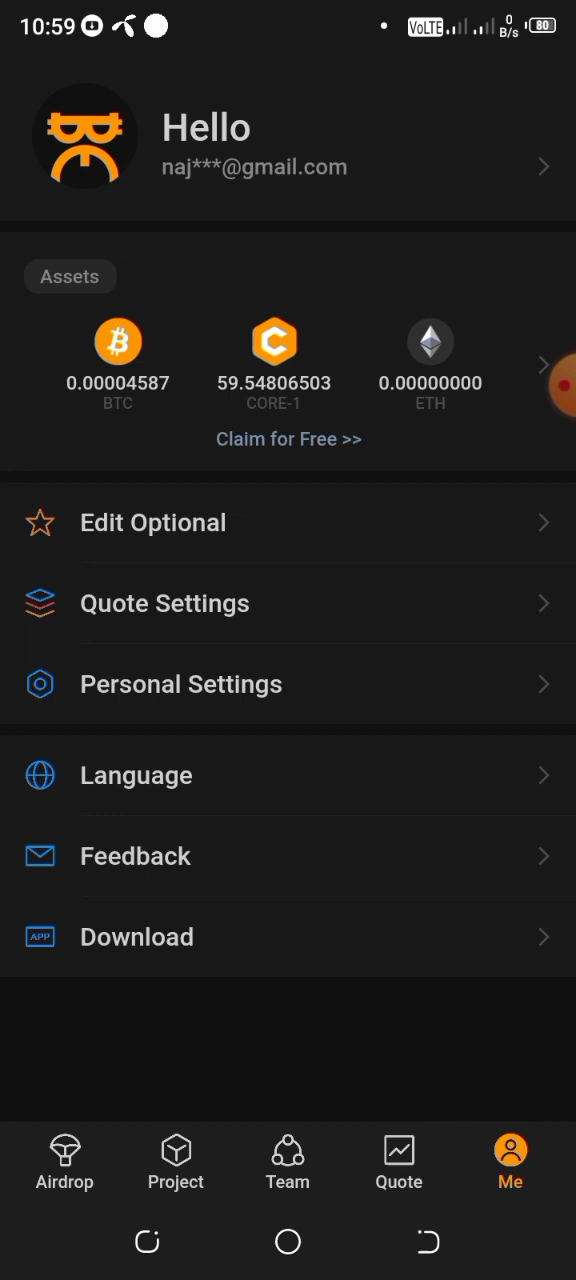 10:59
VoLTE
0
B/s
80
Hello
naj***@gmail.com
Assets
0.00004587 59.54806503 0.00000000
BTC CORE-1 ETH
Claim for Free >>
Edit Optional
Quote Settings
Personal Settings
Language
Feedback
APP Download
Airdrop Project Team Quote Me